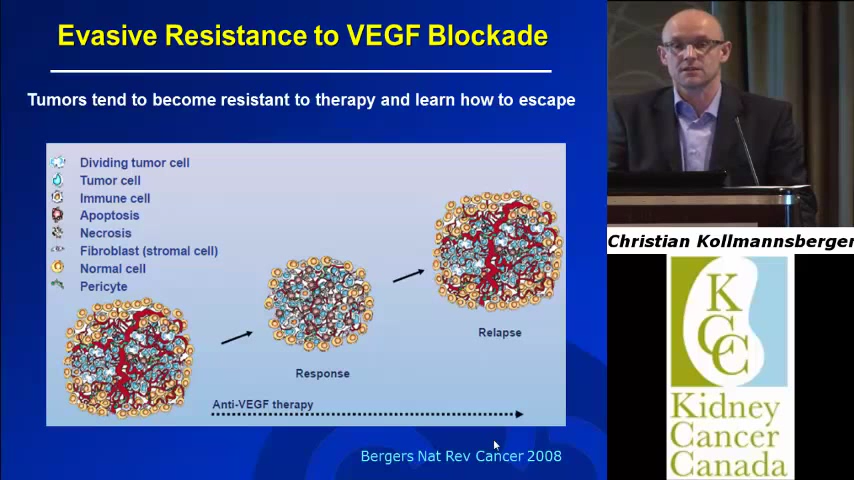 Evasive Resistance to VEGF Blockade
Tumors tend to become resistant to therapy and learn how to escape
Dividing tumor cell
Tumor cell
Immune cell
Apoptosis
Necrosis
Fibroblast (stromal cell)
Normal cell
Pericyte
Relapse
Response
Anti-VEGF therapy
Bergers Nat Rev Cancer 2008
Christian Kollmannsberger
KCC
Kidney
Cancer
Canada